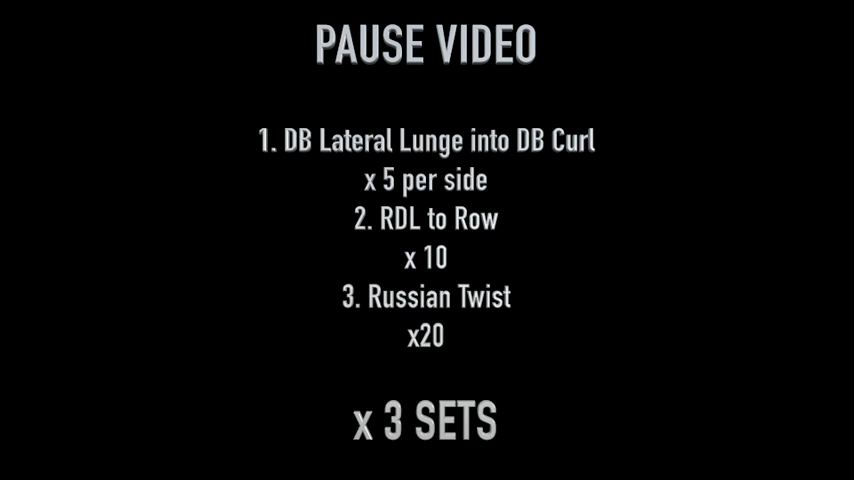 PAUSE VIDEO
1. DB Lateral Lunge into DB Curl
x 5 per side
2. RDL to Row
x 10
3. Russian Twist
x20
x 3 SETS